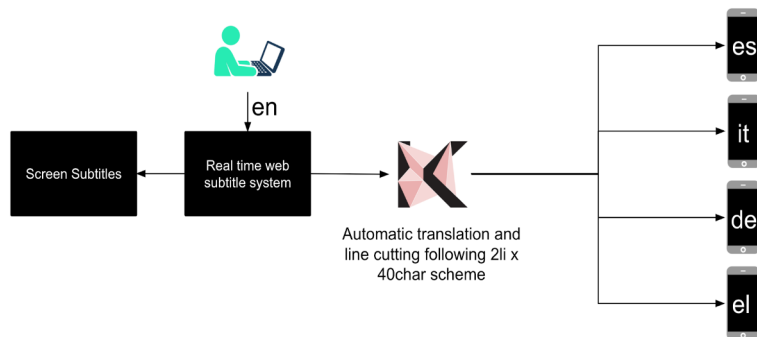 en
Screen Subtitles
Real time web
subtitle system
Automatic translation and
line cutting following 2li x
40char scheme
es
it
de
el